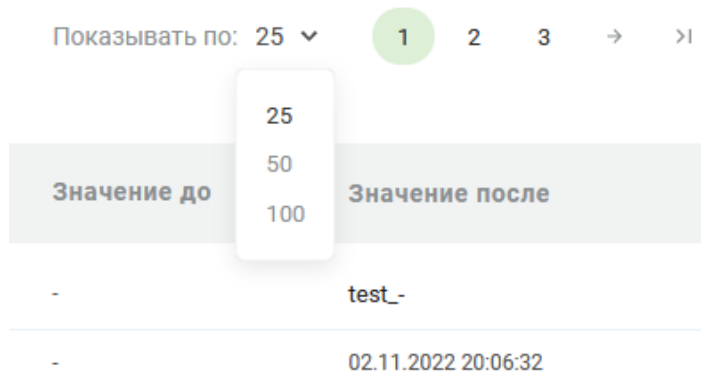 Показывать по: 25 1 2 3
25
50
100
Значение до Значение после
- test_-
- 02.11.2022 20:06:32